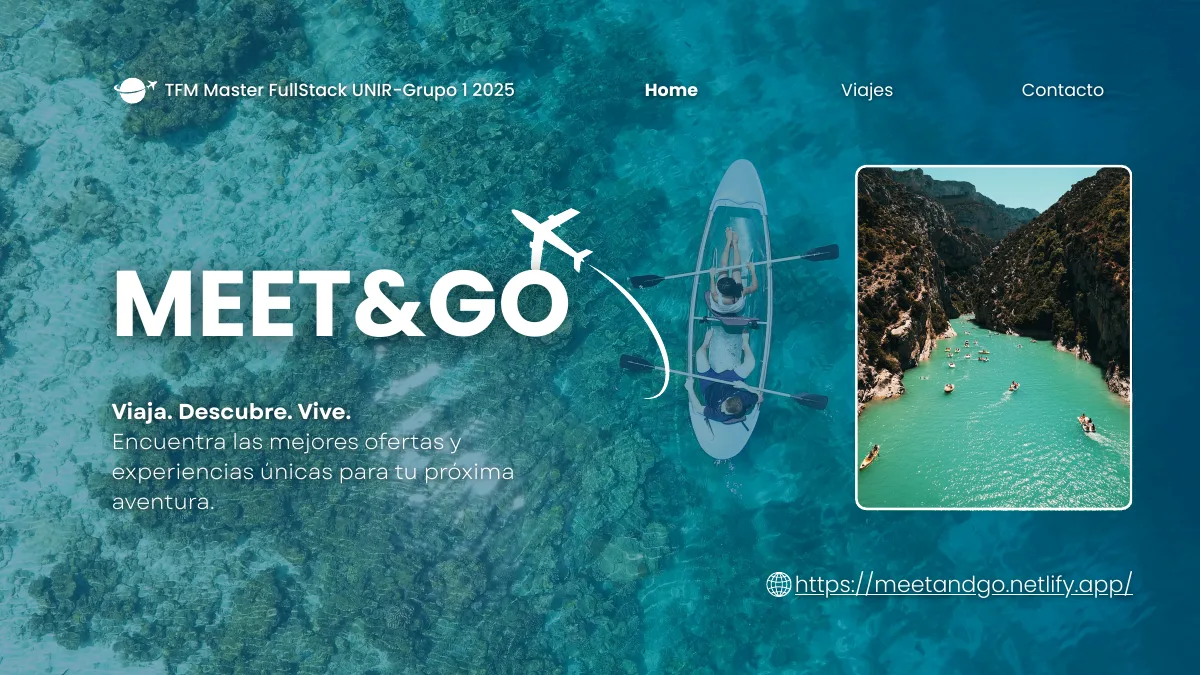 TFM Master FullStack UNIR-Grupo 1 2025
Home
Viajes
Contacto
MEET&GO
Viaja. Descubre. Vive.
Encuentra las mejores ofertas y
experiencias únicas para tu próxima
aventura.
https://meetandgo.netlify.app/